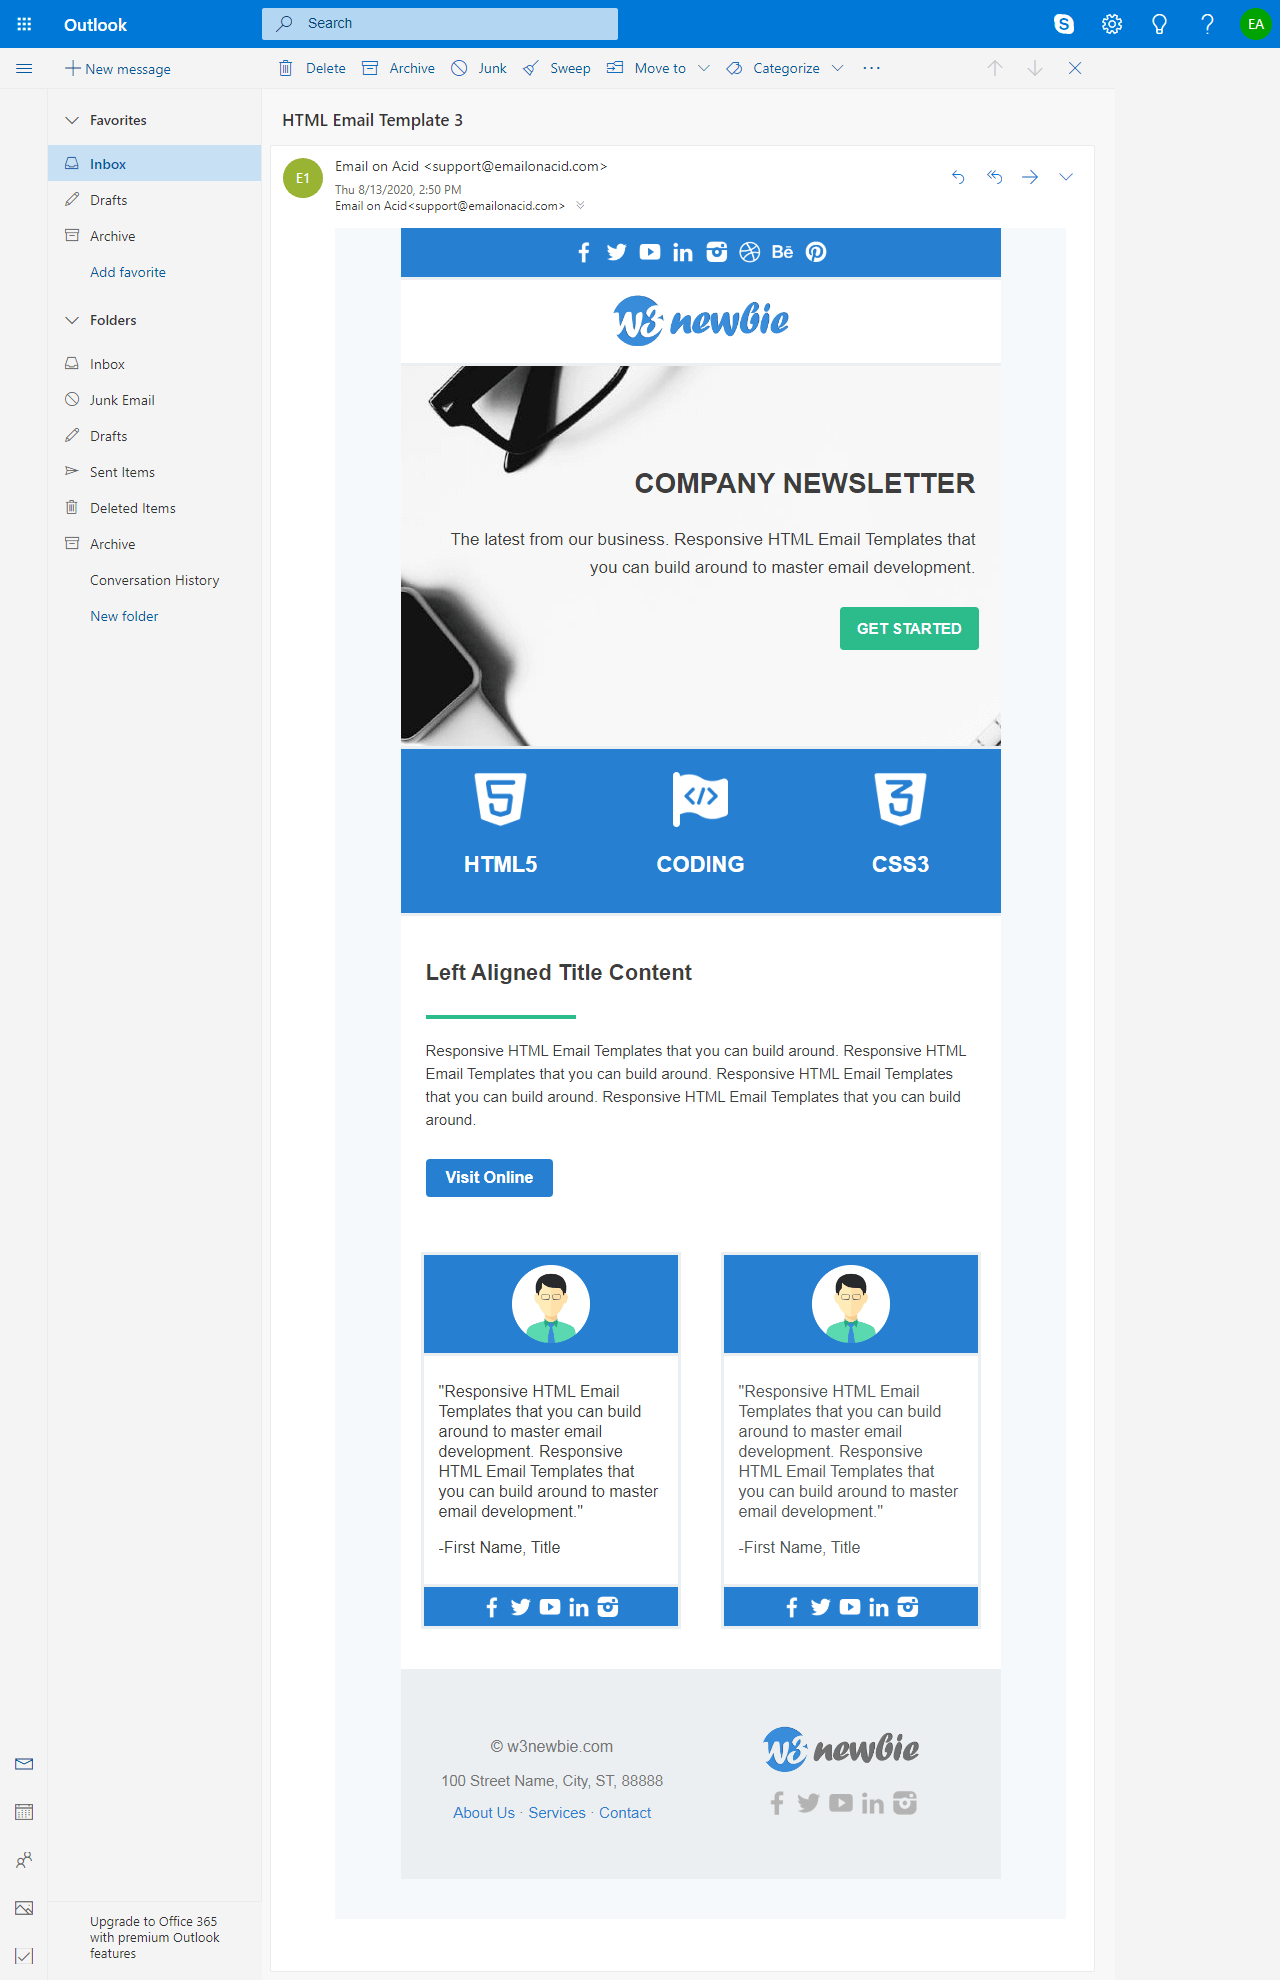 Outlook
Search
EA
New message
Delete
Archive
Junk
Sweep
Move to
Categorize
Favorites
Inbox
Drafts
Archive
Add favorite
Folders
Inbox
Junk Email
Drafts
Sent Items
Deleted Items
Archive
Conversation History
New folder
Upgrade to Office 365
with premium Outlook
features
HTML Email Template 3
E1
Email on Acid <support@emailonacid.com>
Thu 8/13/2020, 2:50 PM
Email on Acid<support@emailonacid.com>
Bē
w3 newbie
COMPANY NEWSLETTER
The latest from our business. Responsive HTML Email Templates that
you can build around to master email development.
GET STARTED
HTML5
CODING
CSS3
Left Aligned Title Content
Responsive HTML Email Templates that you can build around. Responsive HTML
Email Templates that you can build around. Responsive HTML Email Templates
that you can build around. Responsive HTML Email Templates that you can build
around.
Visit Online
"Responsive HTML Email
Templates that you can build
around to master email
development. Responsive
HTML Email Templates that
you can build around to master
email development."
-First Name, Title
"Responsive HTML Email
Templates that you can build
around to master email
development. Responsive
HTML Email Templates that
you can build around to master
email development."
-First Name, Title
© w3newbie.com
100 Street Name, City, ST, 88888
About Us · Services · Contact
w3 newbie